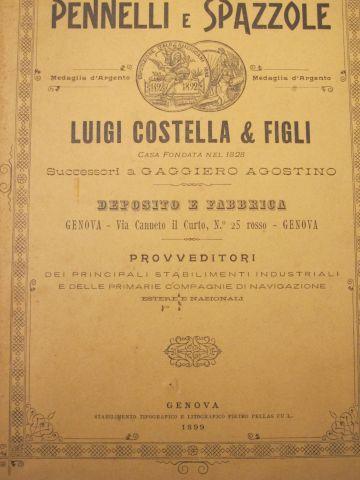 PENNELLI E SPAZZOLE
Medaglia d'Argento
Medaglia d'Argento
1492 1892
LUIGI COSTELLA & FIGLI
CASA FONDATA NEL 1828
Successori a GAGGIERO AGOSTINO
DEPOSITO E FABBRICA
GENOVA - Via Canneto il Curto, N.° 25 rosso - GENOVA
PROVVEDITORI
DEI PRINCIPALI STABILIMENTI INDUSTRIALI
E DELLE PRIMARIE COMPAGNIE DI NAVIGAZIONE
ESTERE E NAZIONALI
GENOVA
STABILIMENTO TIPOGRAFICO E LITOGRAFICO PIETRO PELLAS FU L.
1899